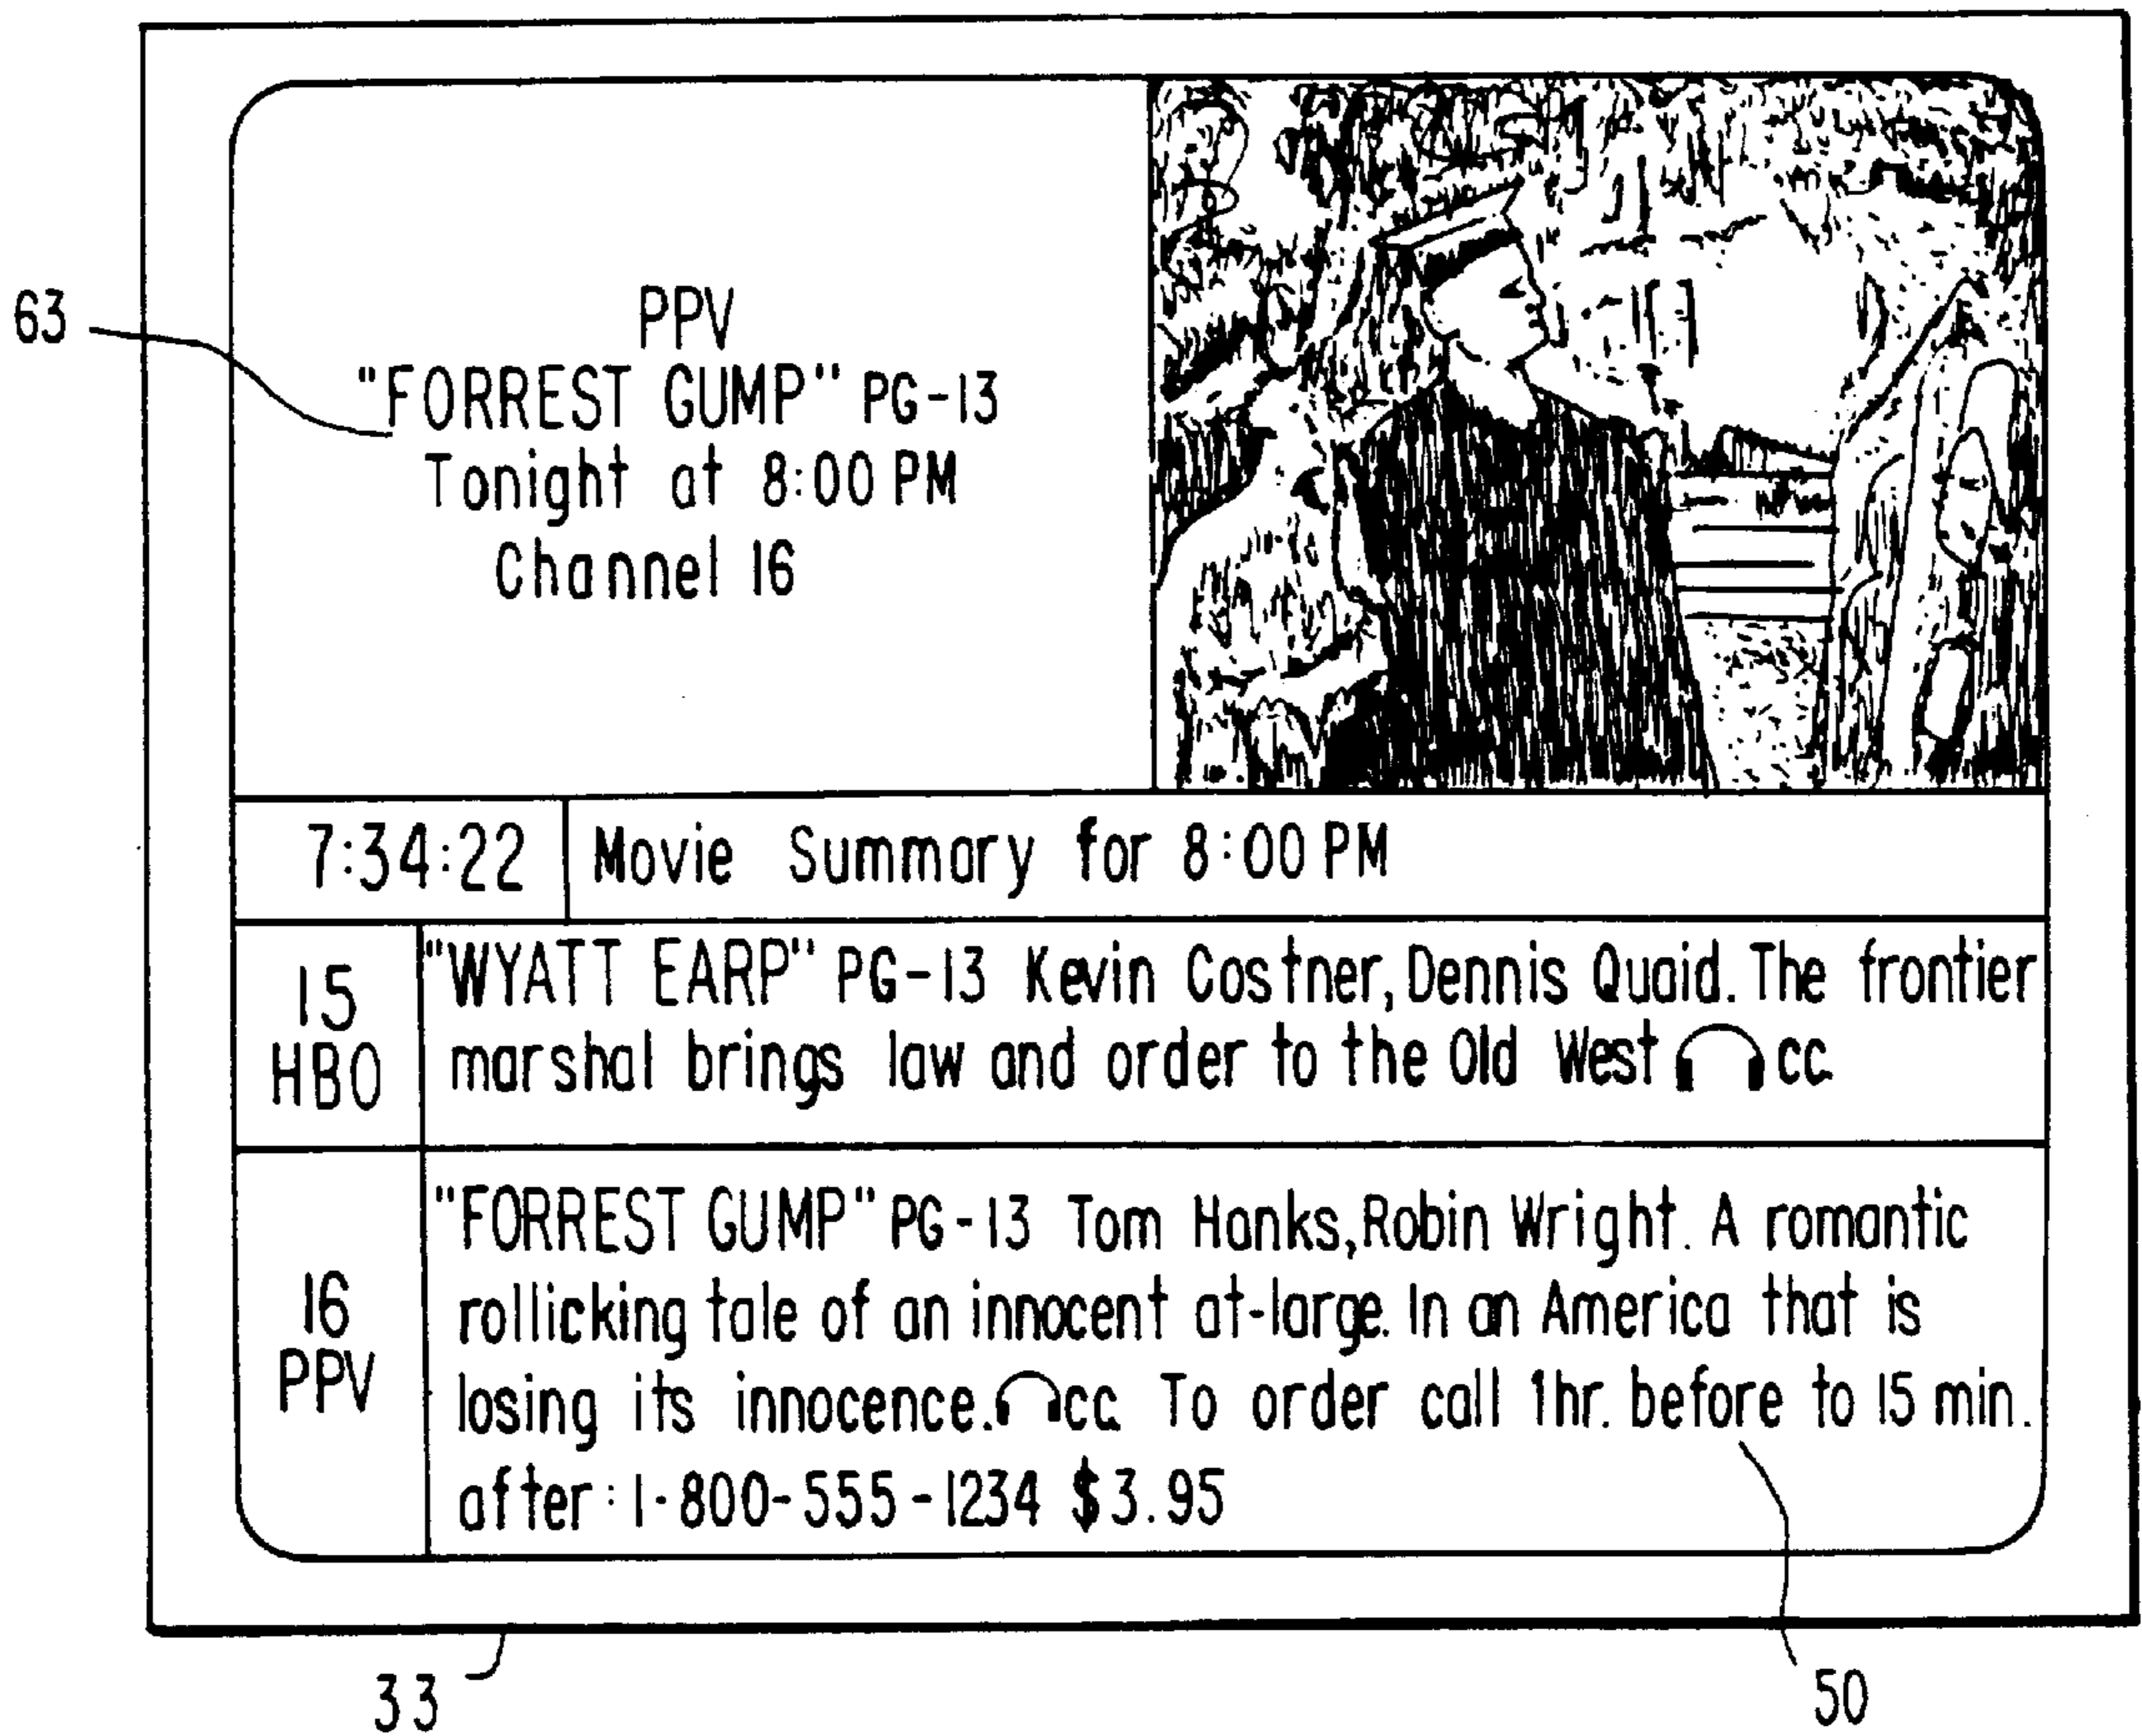 63
PPV
"FORREST GUMP" PG-13
Tonight at 8:00 PM
Channel 16
7:34:22
Movie Summary for 8:00 PM
15
HBO
"WYATT EARP" PG-13 Kevin Costner, Dennis Quaid. The frontier
marshal brings law and order to the Old West cc.
16
PPV
"FORREST GUMP" PG-13 Tom Hanks, Robin Wright. A romantic
rollicking tale of an innocent at-large. In an America that is
losing its innocence. cc. To order call 1hr. before to 15 min.
after: 1-800-555-1234 $3.95
33
50